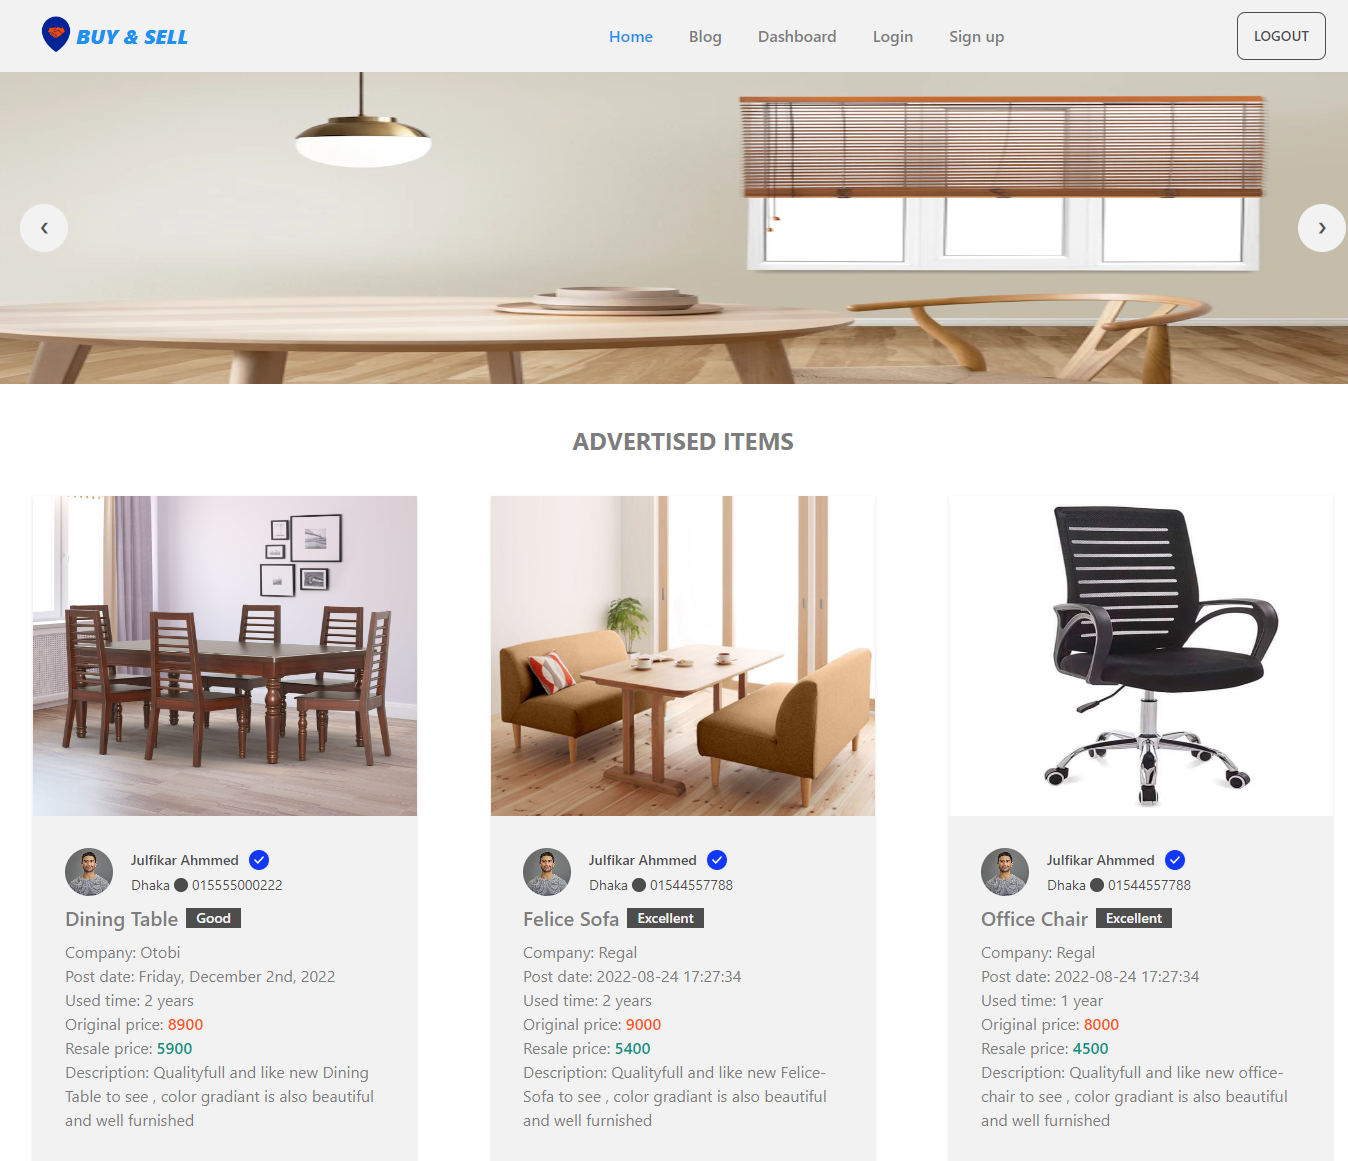 BUY & SELL
Home Blog Dashboard Login Sign up
LOGOUT
‹
›
ADVERTISED ITEMS
Julfikar Ahmmed
Dhaka 015555000222
Dining Table Good
Company: Otobi
Post date: Friday, December 2nd, 2022
Used time: 2 years
Original price: 8900
Resale price: 5900
Description: Qualityfull and like new Dining
Table to see , color gradiant is also beautiful
and well furnished
Julfikar Ahmmed
Dhaka 01544557788
Felice Sofa Excellent
Company: Regal
Post date: 2022-08-24 17:27:34
Used time: 2 years
Original price: 9000
Resale price: 5400
Description: Qualityfull and like new Felice-
Sofa to see , color gradiant is also beautiful
and well furnished
Julfikar Ahmmed
Dhaka 01544557788
Office Chair Excellent
Company: Regal
Post date: 2022-08-24 17:27:34
Used time: 1 year
Original price: 8000
Resale price: 4500
Description: Qualityfull and like new office-
chair to see , color gradiant is also beautiful
and well furnished